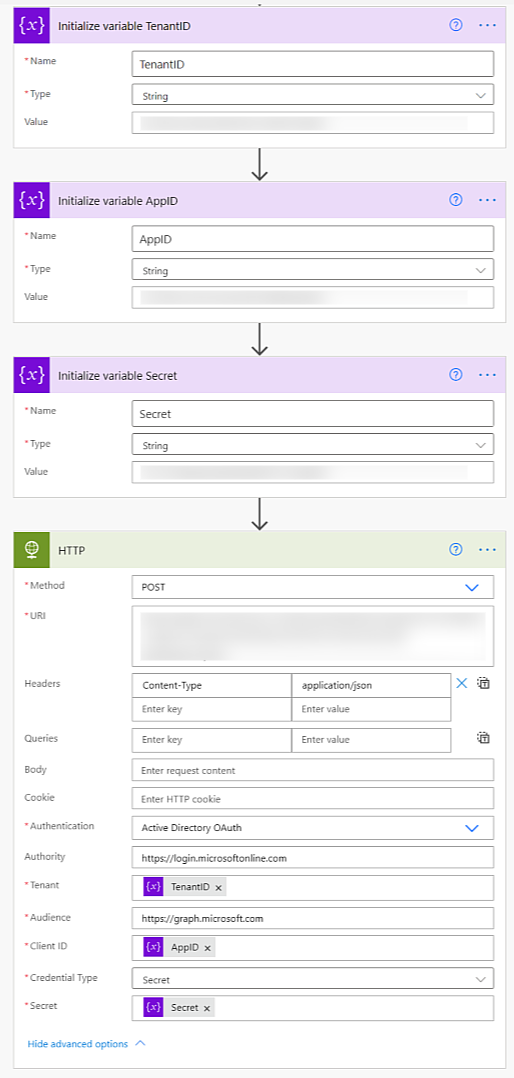 {x} Initialize variable TenantID
* Name TenantID
* Type String
Value
{x} Initialize variable AppID
* Name AppID
* Type String
Value
{x} Initialize variable Secret
* Name Secret
* Type String
Value
HTTP
* Method POST
* URI
Headers Content-Type application/json
Enter key Enter value
Queries Enter key Enter value
Body Enter request content
Cookie Enter HTTP cookie
* Authentication Active Directory OAuth
Authority https://login.microsoftonline.com
* Tenant {x} TenantID ×
* Audience https://graph.microsoft.com
* Client ID {x} AppID ×
* Credential Type Secret
* Secret {x} Secret ×
Hide advanced options